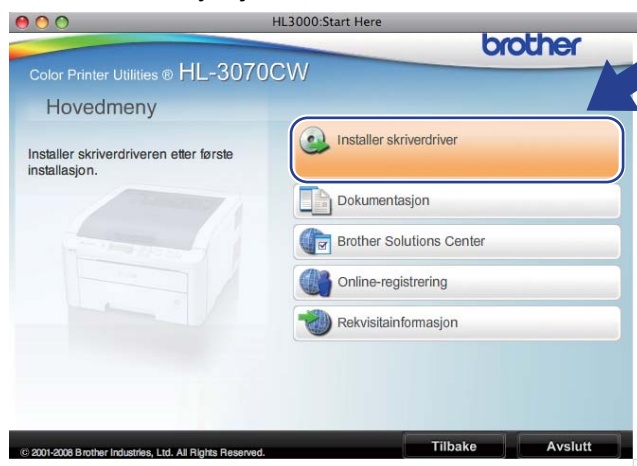 HL3000:Start Here
brother
Color Printer Utilities ® HL-3070CW
Hovedmeny
Installer skriverdriveren etter første
installasjon.
Installer skriverdriver
Dokumentasjon
Brother Solutions Center
Online-registrering
Rekvisitainformasjon
© 2001-2008 Brother Industries, Ltd. All Rights Reserved.
Tilbake
Avslutt